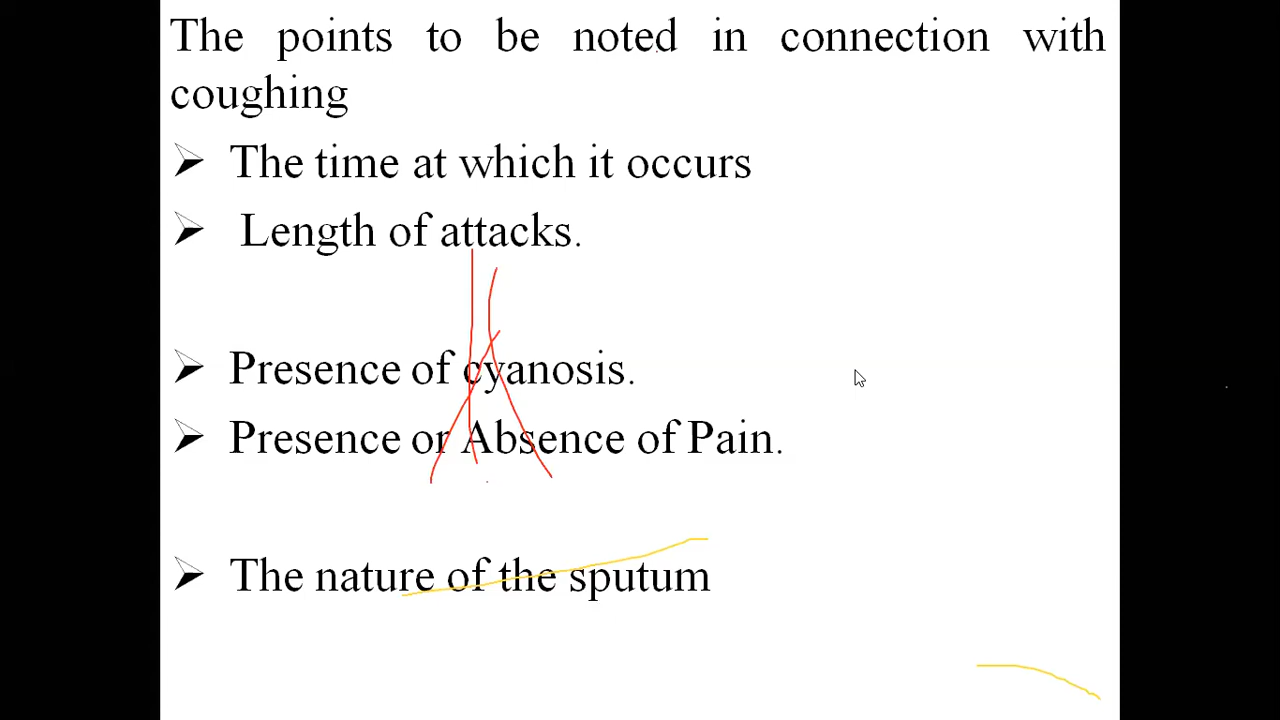 The points to be noted in connection with
coughing
➢ The time at which it occurs
➢ Length of attacks.
➢ Presence of cyanosis.
➢ Presence or Absence of Pain.
➢ The nature of the sputum